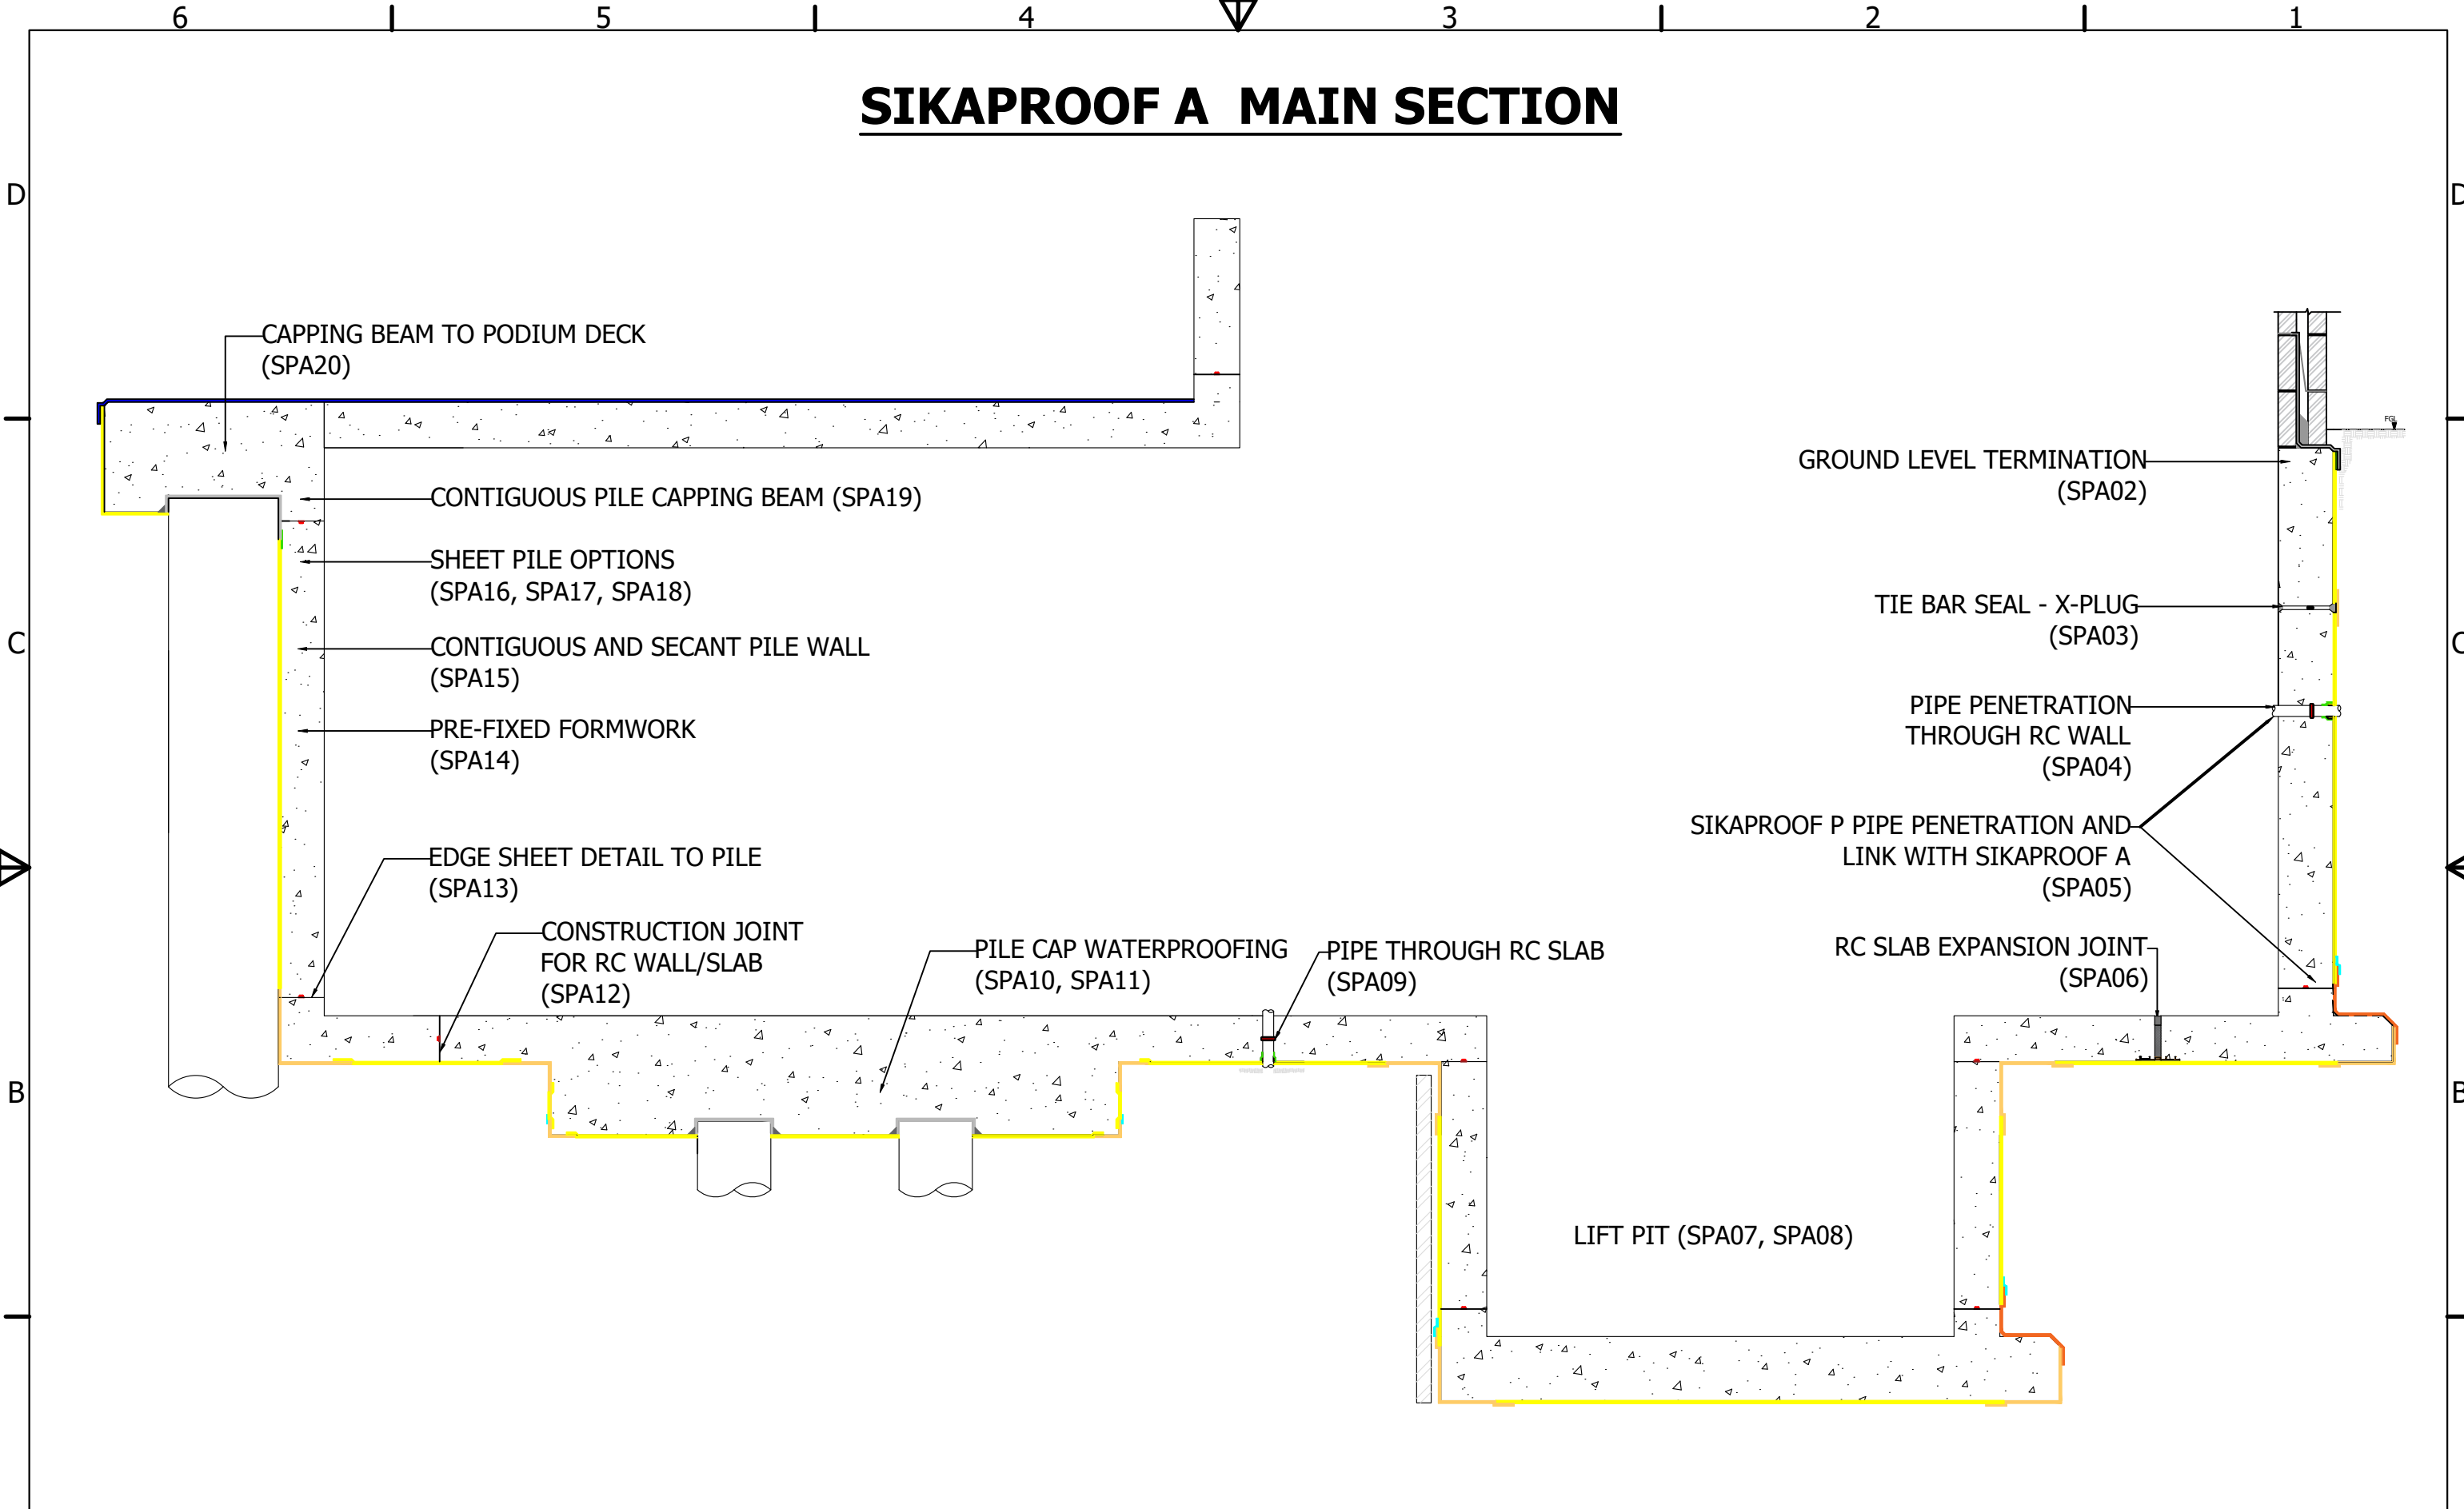 6 5 4 3 2 1
SIKAPROOF A MAIN SECTION
D D
CAPPING BEAM TO PODIUM DECK
(SPA20)
CONTIGUOUS PILE CAPPING BEAM (SPA19)
SHEET PILE OPTIONS
(SPA16, SPA17, SPA18)
CONTIGUOUS AND SECANT PILE WALL
(SPA15)
PRE-FIXED FORMWORK
(SPA14)
EDGE SHEET DETAIL TO PILE
(SPA13)
CONSTRUCTION JOINT
FOR RC WALL/SLAB
(SPA12)
PILE CAP WATERPROOFING
(SPA10, SPA11)
PIPE THROUGH RC SLAB
(SPA09)
LIFT PIT (SPA07, SPA08)
FGL
GROUND LEVEL TERMINATION
(SPA02)
TIE BAR SEAL - X-PLUG
(SPA03)
PIPE PENETRATION
THROUGH RC WALL
(SPA04)
SIKAPROOF P PIPE PENETRATION AND
LINK WITH SIKAPROOF A
(SPA05)
RC SLAB EXPANSION JOINT
(SPA06)
C C
B B